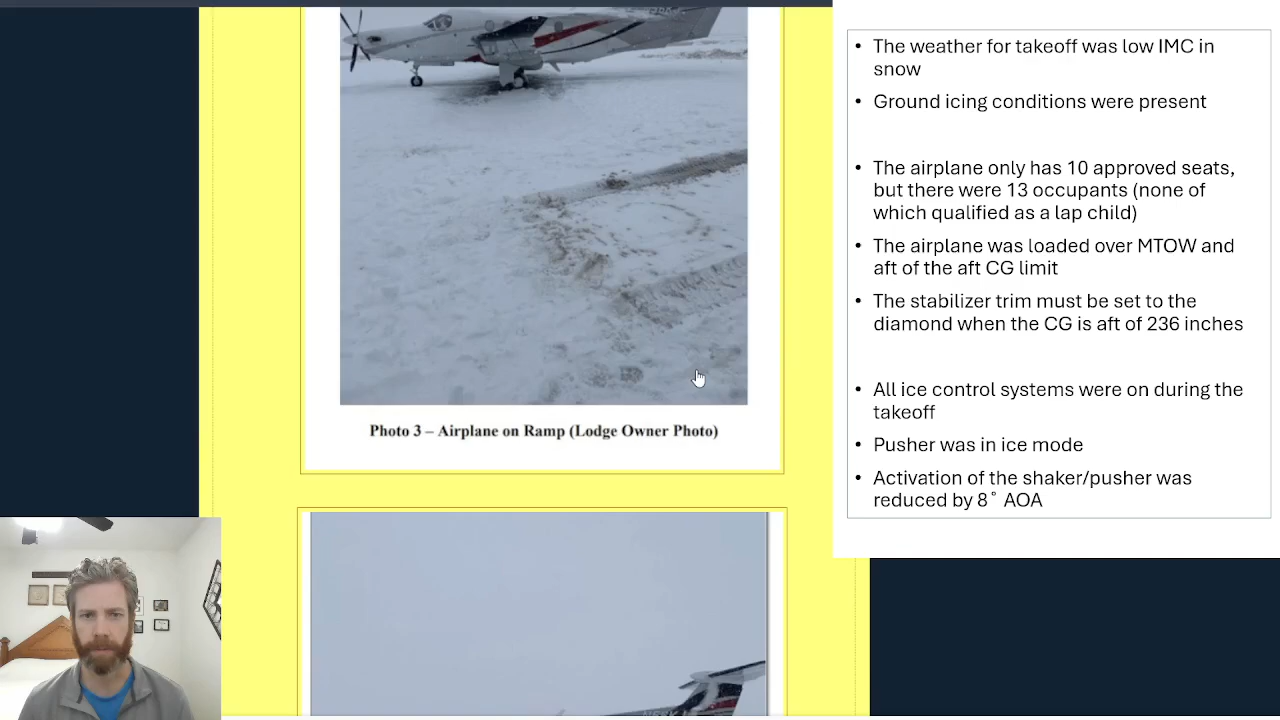 The weather for takeoff was low IMC in
snow
Ground icing conditions were present
The airplane only has 10 approved seats,
but there were 13 occupants (none of
which qualified as a lap child)
The airplane was loaded over MTOW and
aft of the aft CG limit
The stabilizer trim must be set to the
diamond when the CG is aft of 236 inches
All ice control systems were on during the
takeoff
Pusher was in ice mode
Activation of the shaker/pusher was
reduced by 8˚ AOA
Photo 3 – Airplane on Ramp (Lodge Owner Photo)